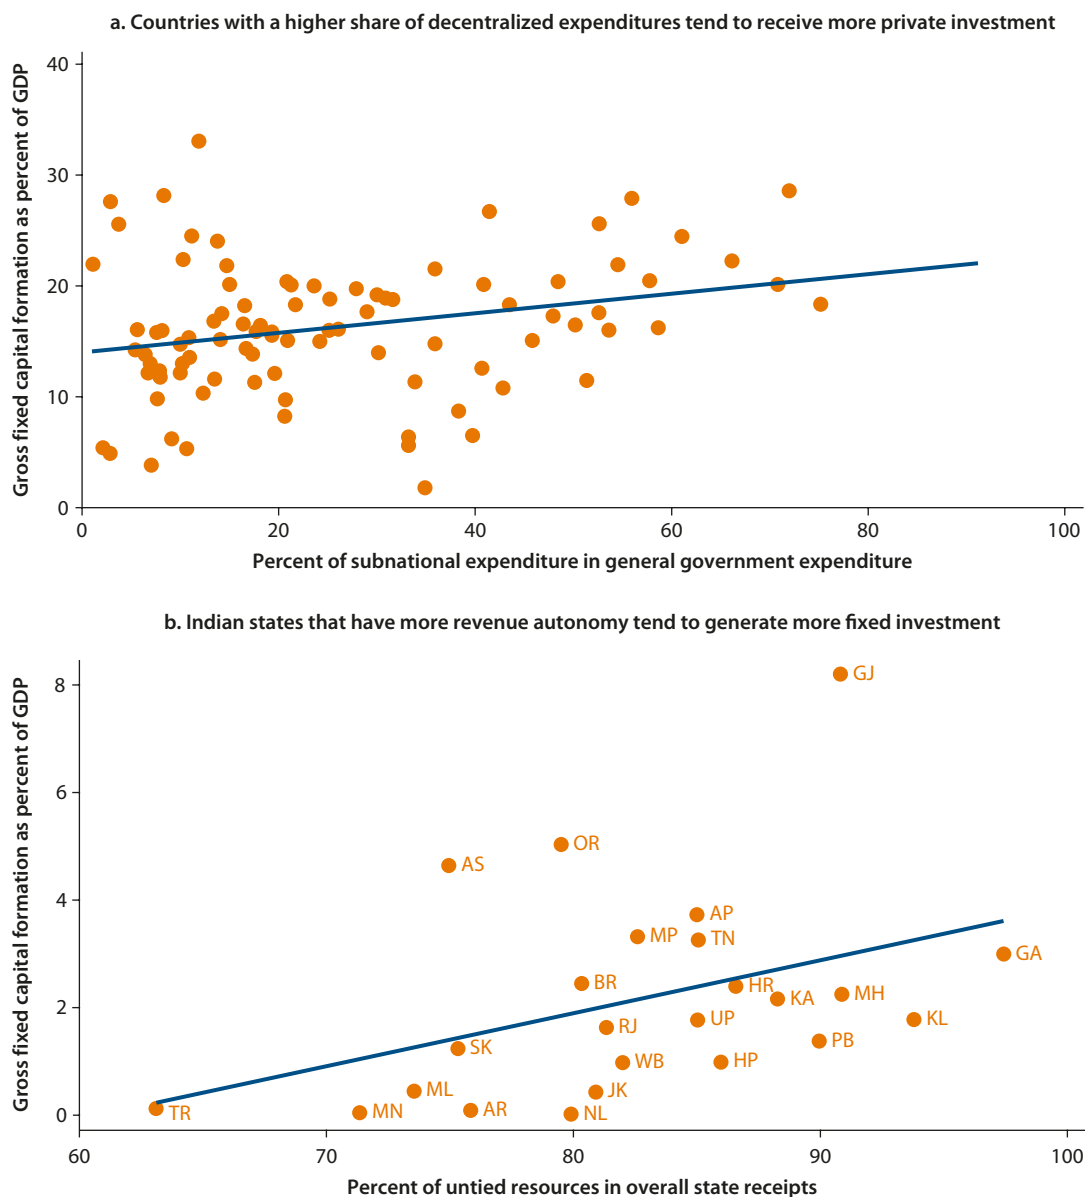 a. Countries with a higher share of decentralized expenditures tend to receive more private investment
Gross fixed capital formation as percent of GDP
40
30
20
10
0
0 20 40 60 80 100
Percent of subnational expenditure in general government expenditure
b. Indian states that have more revenue autonomy tend to generate more fixed investment
Gross fixed capital formation as percent of GDP
8
6
4
2
0
GJ
OR
AS
AP
MP
TN
GA
BR
HR
KA
MH
RJ
UP
KL
SK
PB
WB
HP
ML
JK
TR
MN
AR
NL
60 70 80 90 100
Percent of untied resources in overall state receipts